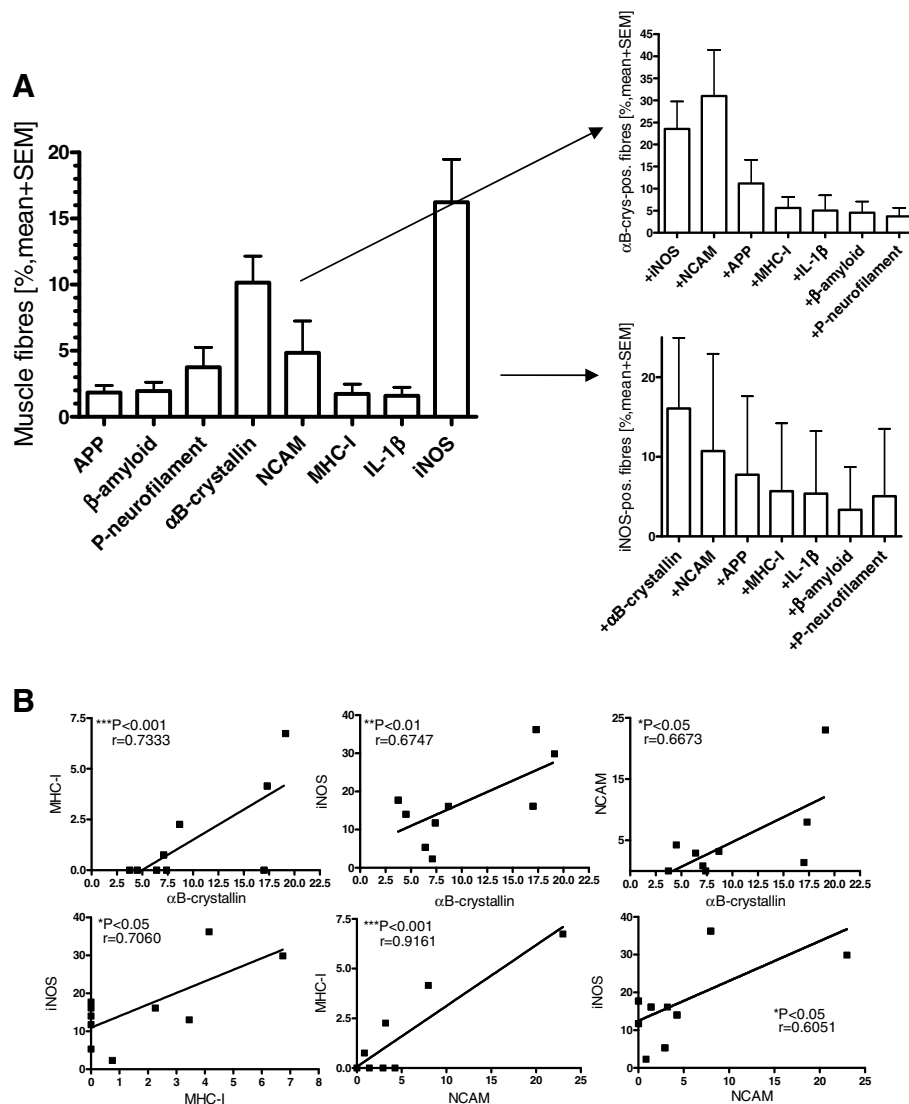 A
Muscle fibres [%,mean+SEM]
20
15
10
5
0
APP
β-amyloid
P-neurofilament
αB-crystallin
NCAM
MHC-I
IL-1β
iNOS
αB-crys-pos. fibres [%,mean+SEM]
45
40
35
30
25
20
15
10
5
0
+iNOS
+NCAM
+APP
+MHC-I
+IL-1β
+β-amyloid
+P-neurofilament
iNOS-pos. fibres [%,mean+SEM]
20
10
0
+αB-crystallin
+NCAM
+APP
+MHC-I
+IL-1β
+β-amyloid
+P-neurofilament
B
***P<0.001
r=0.7333
MHC-I
7.5
5.0
2.5
0.0
0.0 2.5 5.0 7.5 10.0 12.5 15.0 17.5 20.0 22.5
αB-crystallin
**P<0.01
r=0.6747
iNOS
40
30
20
10
0
0.0 2.5 5.0 7.5 10.0 12.5 15.0 17.5 20.0 22.5
αB-crystallin
*P<0.05
r=0.6673
NCAM
25
5
0.0 2.5 5.0 7.5 10.0 12.5 15.0 17.5 20.0 22.5
αB-crystallin
*P<0.05
r=0.7060
iNOS
40
30
20
10
0
0 1 2 3 4 5 6 7 8
MHC-I
***P<0.001
r=0.9161
MHC-I
7.5
5.0
2.5
0.0
0 5 10 15 20 25
NCAM
*P<0.05
r=0.6051
iNOS
40
30
20
10
0
0 5 10 15 20 25
NCAM